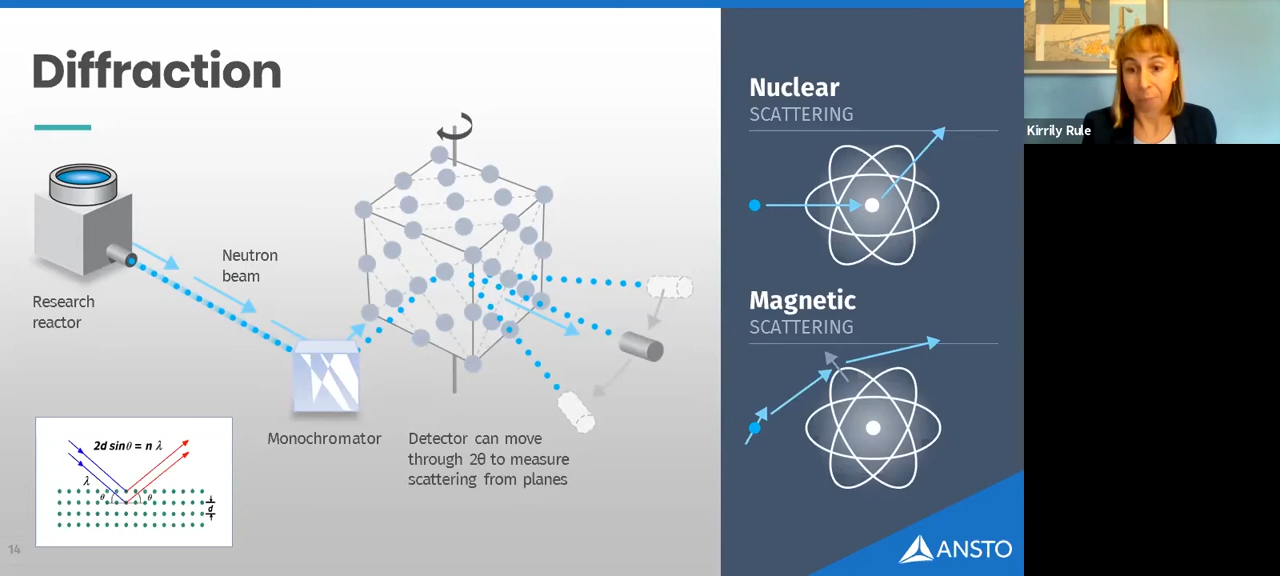 Diffraction
Research
reactor
Neutron
beam
Monochromator
Detector can move
through 2θ to measure
scattering from planes
2d sinθ = n λ
λ
θ
θ
d
14
Nuclear
SCATTERING
Magnetic
SCATTERING
ANSTO
Kirrily Rule